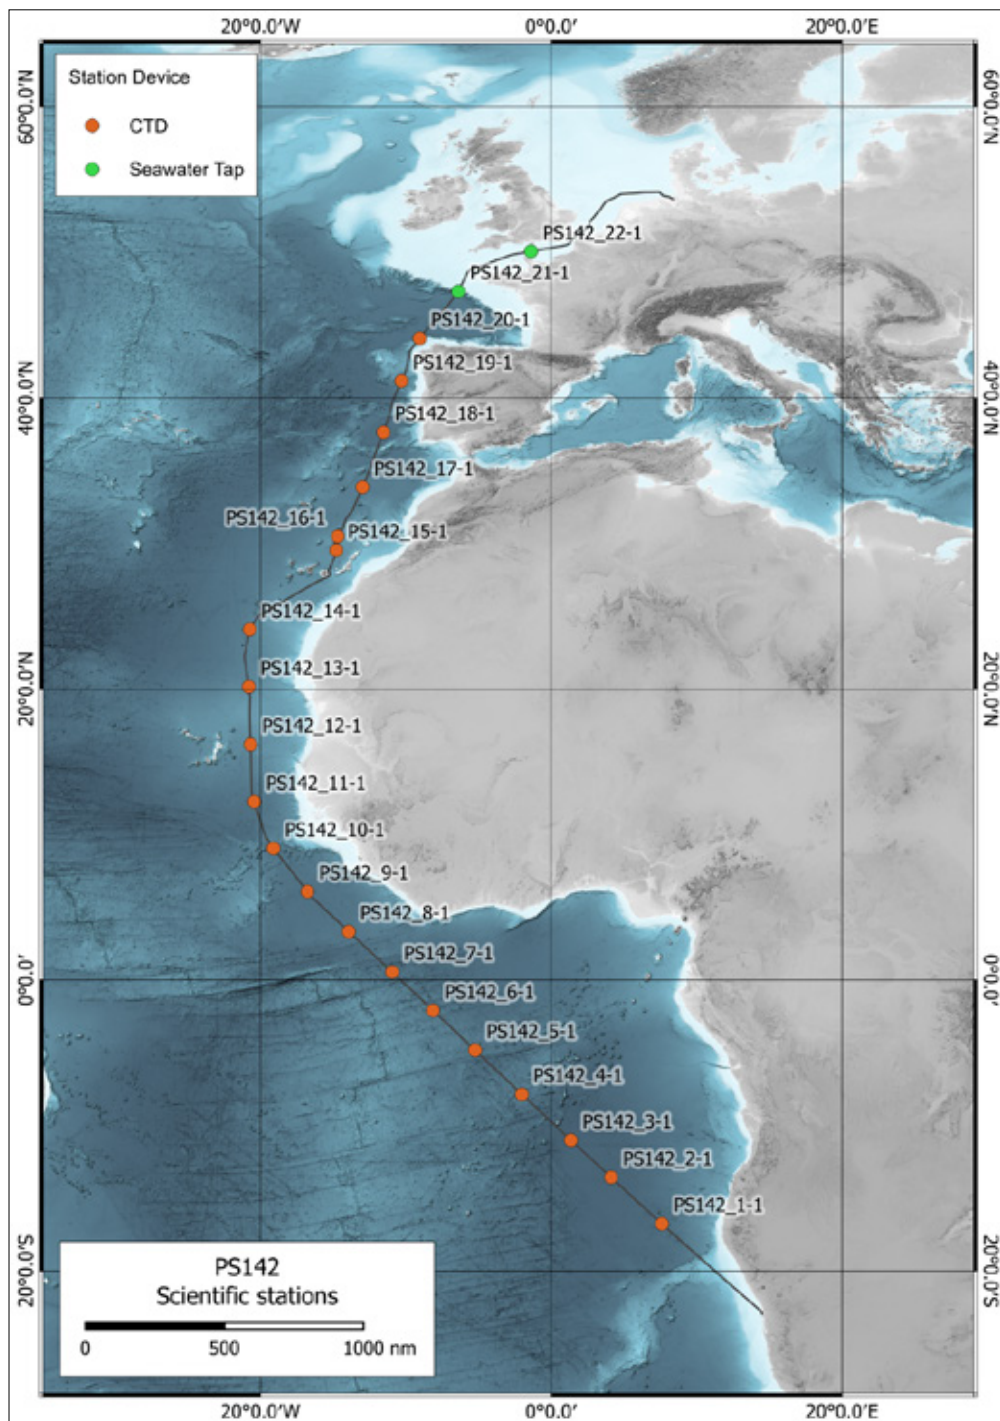 20°0.0'W
0°0.0'
20°0.0'E
60°0.0'N
60°0.0'N
Station Device
CTD
Seawater Tap
PS142_22-1
PS142_21-1
PS142_20-1
PS142_19-1
40°0.0'N
40°0.0'N
PS142_18-1
PS142_17-1
PS142_16-1
PS142_15-1
PS142_14-1
PS142_13-1
20°0.0'N
20°0.0'N
PS142_12-1
PS142_11-1
PS142_10-1
PS142_9-1
PS142_8-1
PS142_7-1
0°0.0'
0°0.0'
PS142_6-1
PS142_5-1
PS142_4-1
PS142_3-1
PS142_2-1
PS142_1-1
20°0.0'S
20°0.0'S
PS142
Scientific stations
0 500 1000 nm
20°0.0'W
0°0.0'
20°0.0'E